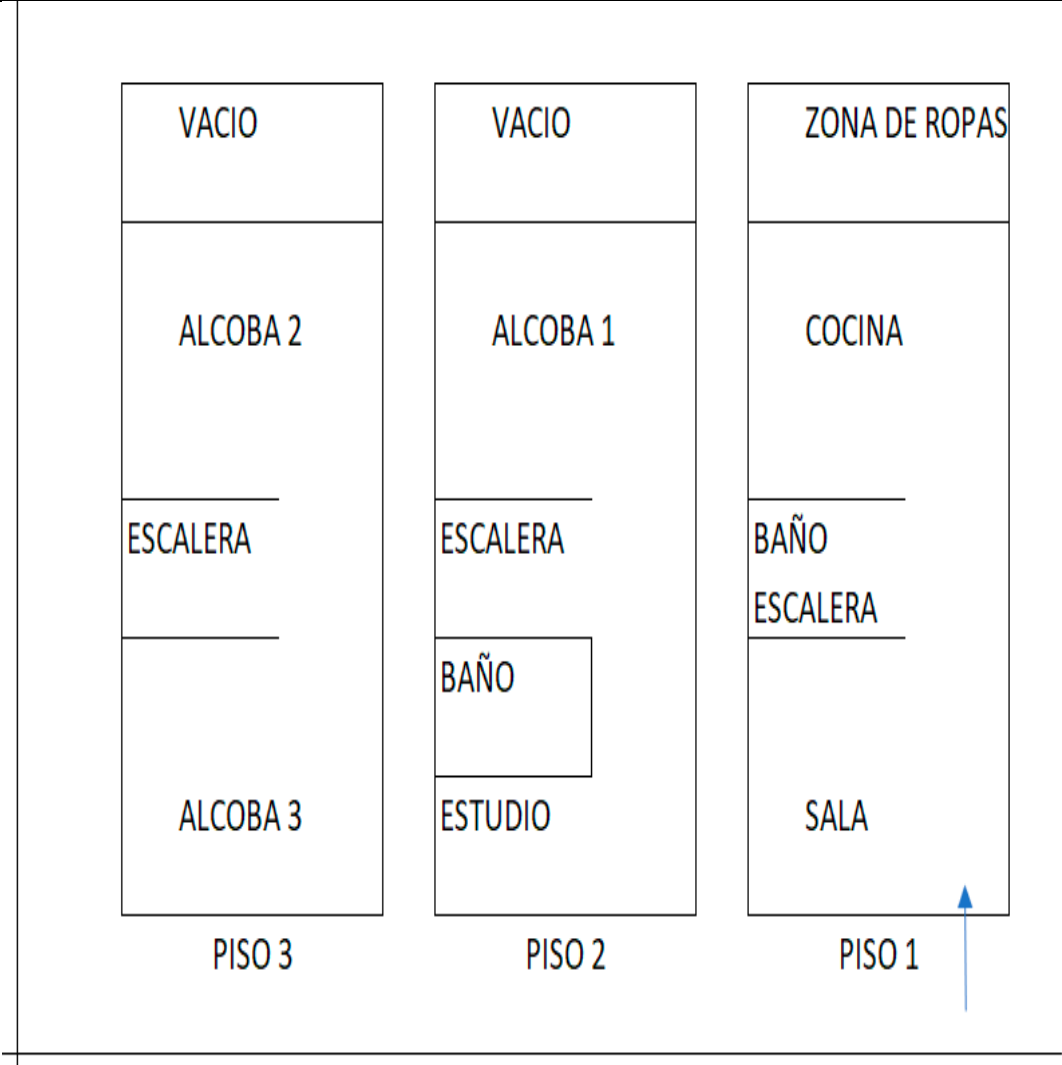 VACIO
VACIO
ZONA DE ROPAS
ALCOBA 2
ALCOBA 1
COCINA
ESCALERA
ESCALERA
BAÑO
ESCALERA
BAÑO
ALCOBA 3
ESTUDIO
SALA
PISO 3
PISO 2
PISO 1